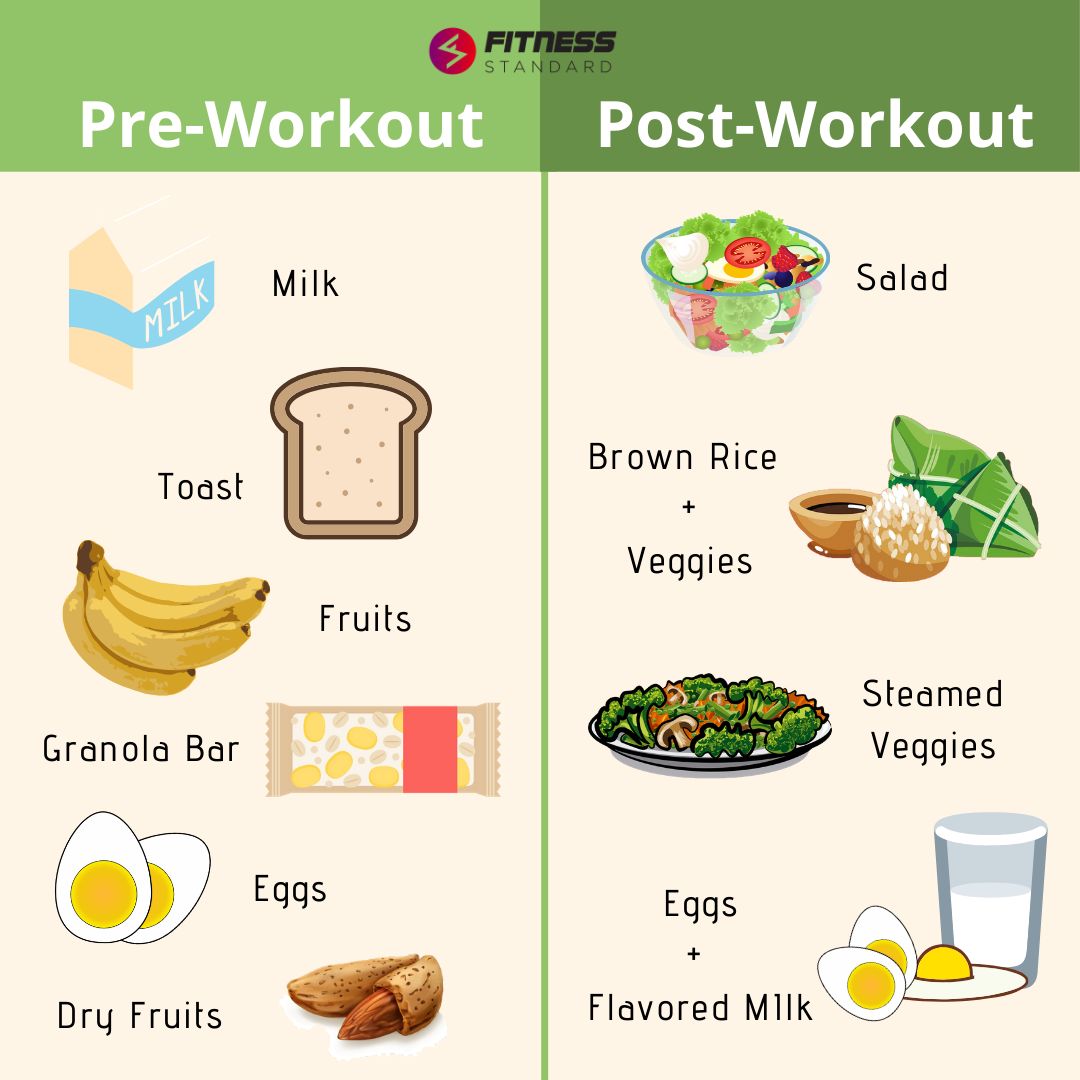 FITNESS
STANDARD
Pre-Workout
Post-Workout
MILK
Milk
Toast
Fruits
Granola Bar
Eggs
Dry Fruits
Salad
Brown Rice
+
Veggies
Steamed
Veggies
Eggs
+
Flavored M1lk